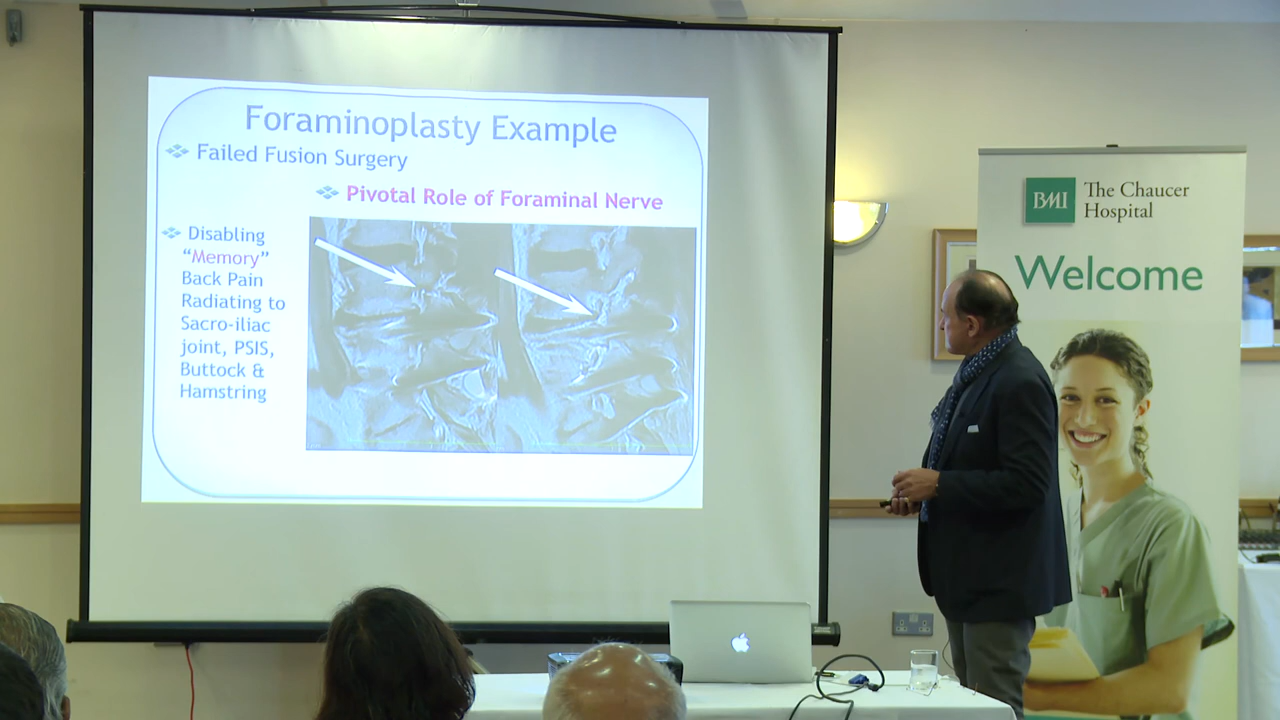 Foraminoplasty Example
Failed Fusion Surgery
Pivotal Role of Foraminal Nerve
Disabling
“Memory”
Back Pain
Radiating to
Sacro-iliac
joint, PSIS,
Buttock &
Hamstring
BMI
The Chaucer
Hospital
Welcome